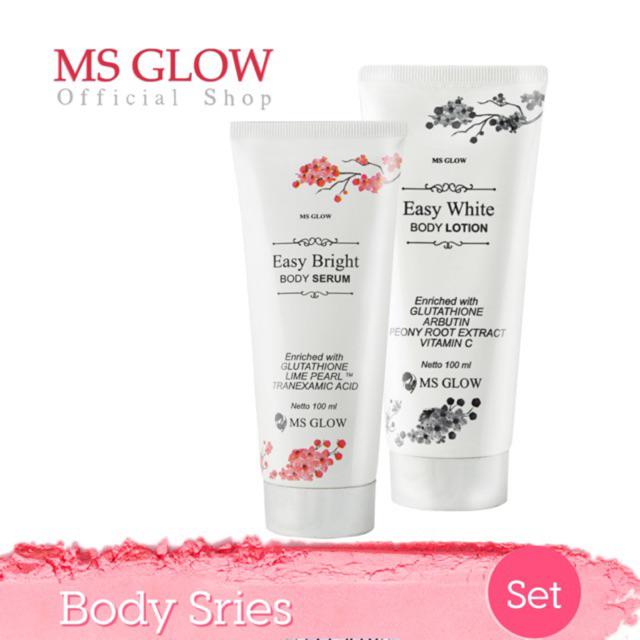 MS GLOW
Official Shop
MS GLOW
Easy Bright
BODY SERUM
Enriched with
GLUTATHIONE
LIME PEARL ™
TRANEXAMIC ACID
Netto 100 ml
MS GLOW
MS GLOW
Easy White
BODY LOTION
Enriched with
GLUTATHIONE
ARBUTIN
PEONY ROOT EXTRACT
VITAMIN C
Netto 100 ml
MS GLOW
Body Sries
Set